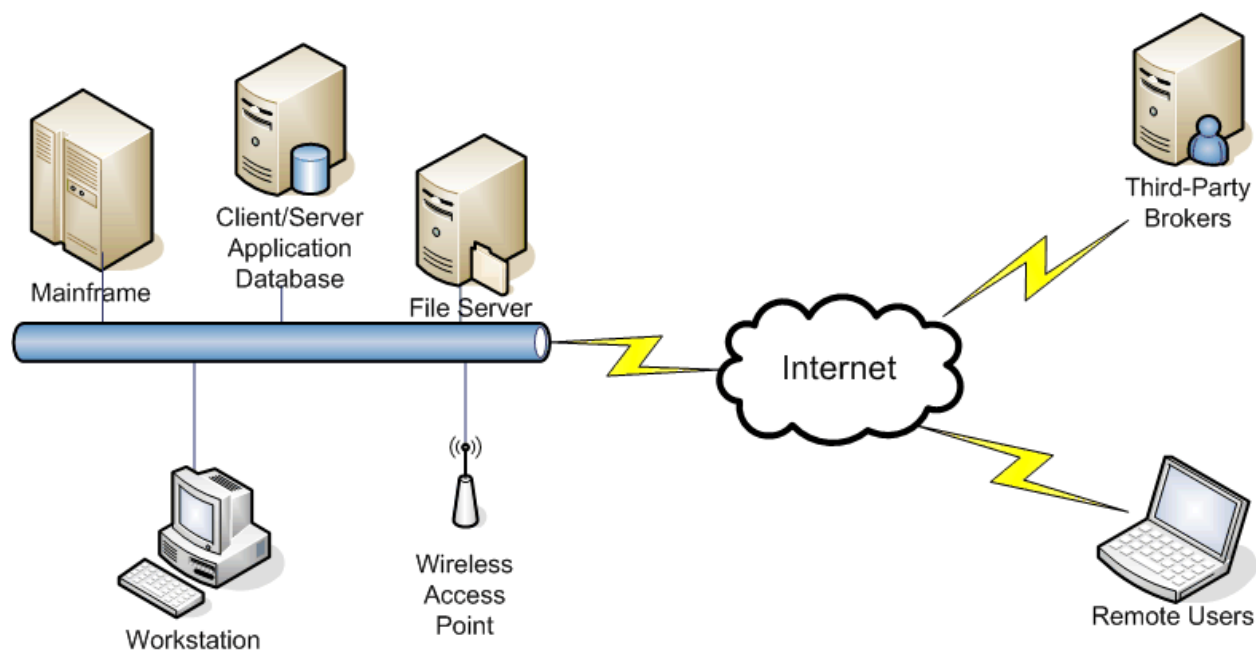 Mainframe
Client/Server
Application
Database
File Server
Third-Party
Brokers
Internet
Workstation
Wireless
Access
Point
Remote Users